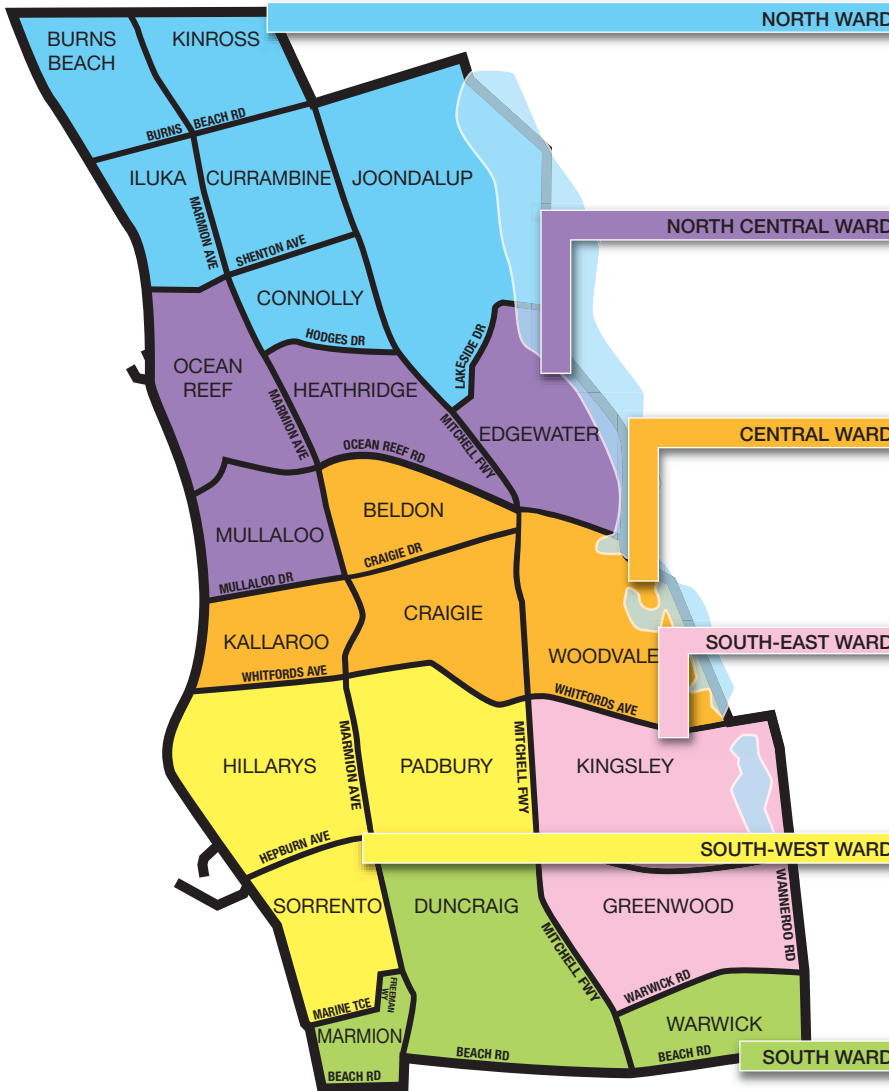 NORTH WARD
BURNS
BEACH
KINROSS
BURNS BEACH RD
ILUKA
CURRAMBINE
JOONDALUP
MARMION AVE
SHENTON AVE
NORTH CENTRAL WARD
CONNOLLY
HODGES DR
LAKESIDE DR
OCEAN
REEF
HEATHRIDGE
MARMION AVE
MITCHELL FWY
EDGEWATER
OCEAN REEF RD
CENTRAL WARD
BELDON
MULLALOO
CRAIGIE DR
MULLALOO DR
CRAIGIE
KALLAROO
WOODVALE
SOUTH-EAST WARD
WHITFORDS AVE
WHITFORDS AVE
HILLARYS
MARMION AVE
PADBURY
MITCHELL FWY
KINGSLEY
HEPBURN AVE
SOUTH-WEST WARD
SORRENTO
DUNCRAIG
GREENWOOD
WANNEROO RD
MITCHELL FWY
WARWICK RD
FREEMAN
WY
MARINE TCE
MARMION
WARWICK
BEACH RD
BEACH RD
BEACH RD
SOUTH WARD